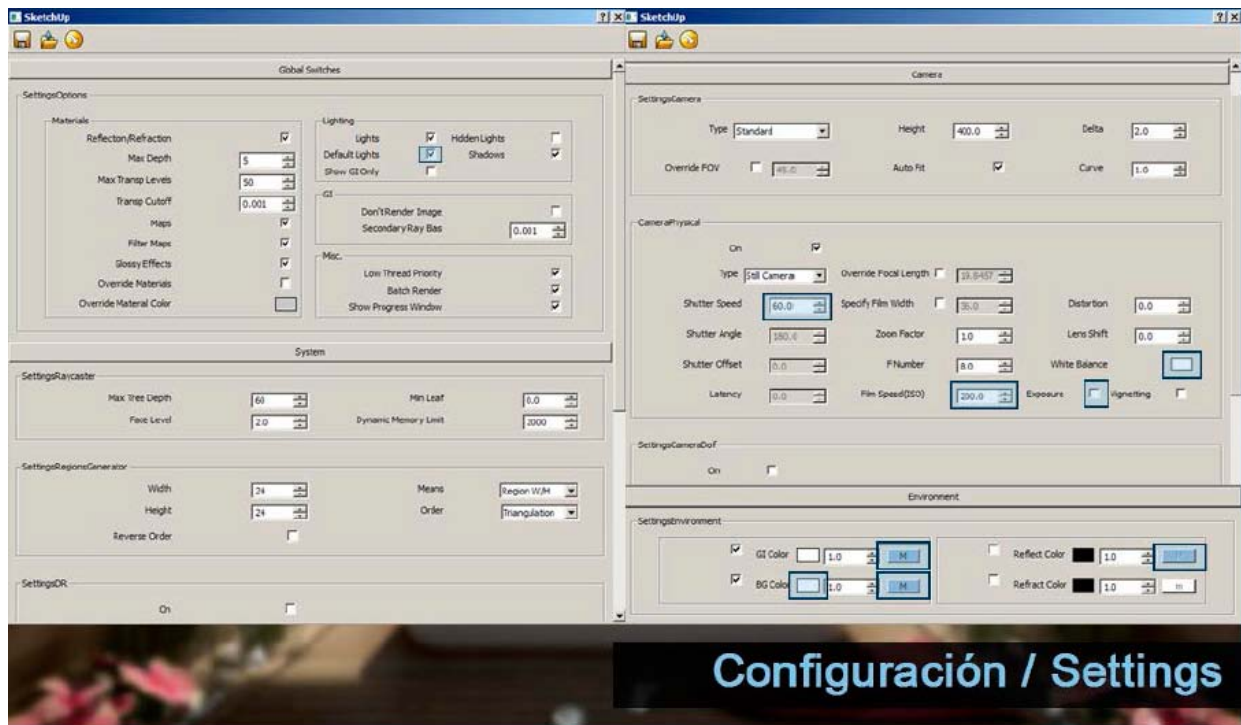 SketchUp
Global Switches
SettingsOptions
Materials
Reflection/Refraction
Max Depth 5
Max Transp Levels 50
Transp Cutoff 0.001
Maps
Filter Maps
Glossy Effects
Override Materials
Override Material Color
Lighting
Lights Hidden Lights
Default Lights Shadows
Show GI Only
GI
Don't Render Image
Secondary Ray Bias 0.001
Misc.
Low Thread Priority
Batch Render
Show Progress Window
System
SettingsRaycaster
Max Tree Depth 60 Min Leaf 0.0
Face Level 2.0 Dynamic Memory Limit 2000
SettingsRegionsGenerator
Width 24 Means Region W/H
Height 24 Order Triangulation
Reverse Order
SettingsDR
On
SketchUp
Camera
SettingsCamera
Type Standard Height 400.0 Delta 2.0
Override FOV 45.0 Auto Fit Curve 1.0
CameraPhysical
On
Type Still Camera Override Focal Length 19.8457
Shutter Speed 60.0 Specify Film Width 36.0 Distortion 0.0
Shutter Angle Zoom Factor 1.0 Lens Shift 0.0
Shutter Offset 0.0 F Number 8.0 White Balance
Latency 0.0 Film Speed(ISO) 200.0 Exposure Vignetting
SettingsCameraDof
On
Environment
SettingsEnvironment
GI Color 1.0 M Reflect Color 1.0
BG Color 1.0 M Refract Color 1.0 m
Configuración / Settings